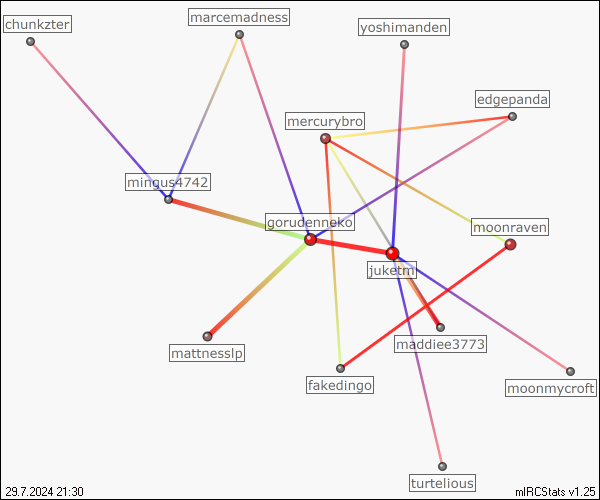 marcemadness
chunkzter
yoshimanden
edgepanda
mercurybro
mingus4742
gorudenneko
moonraven
juketm
maddiee3773
mattnesslp
fakedingo
moonmycroft
turtelious
29.7.2024 21:30
mIRCStats v1.25